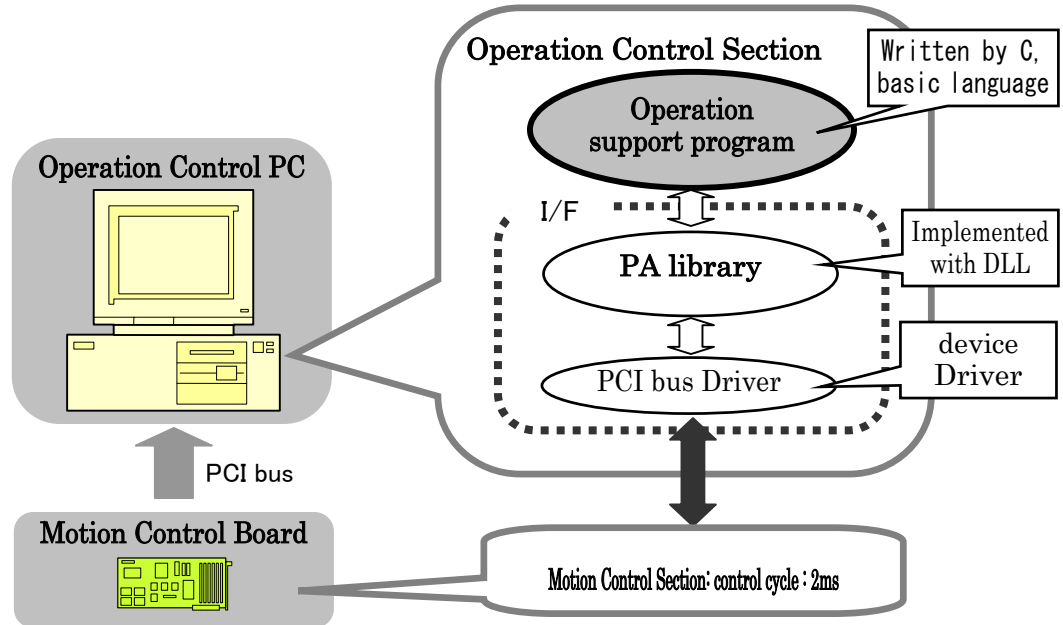 Operation Control Section
Written by C,
basic language
Operation
support program
Operation Control PC
I/F
Implemented
with DLL
PA library
device
Driver
PCI bus Driver
PCI bus
Motion Control Board
Motion Control Section: control cycle : 2ms